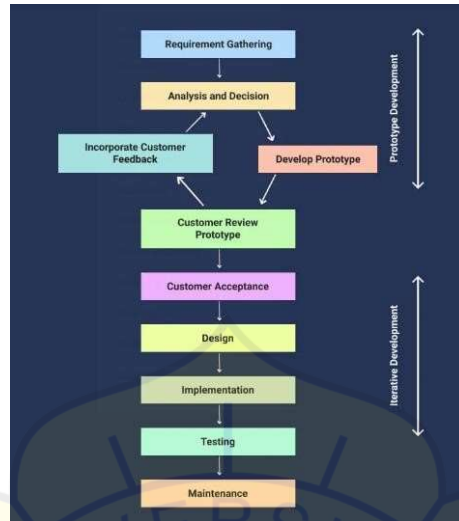 Requirement Gathering
Analysis and Decision
Incorporate Customer
Feedback
Develop Prototype
Customer Review
Prototype
Prototype Development
Customer Acceptance
Design
Implementation
Testing
Maintenance
Iterative Development